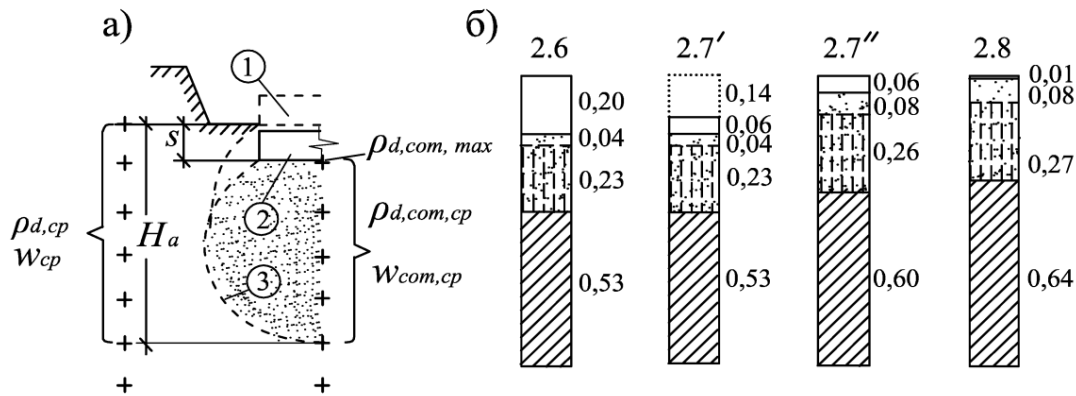 а)
1
s
ρd,com, max
2
ρd,cp
wcp
Ha
ρd,com,cp
wcom,cp
3
б)
2.6
2.7′
2.7″
2.8
0,20
0,04
0,23
0,53
0,14
0,06
0,04
0,23
0,53
0,06
0,08
0,26
0,60
0,01
0,08
0,27
0,64